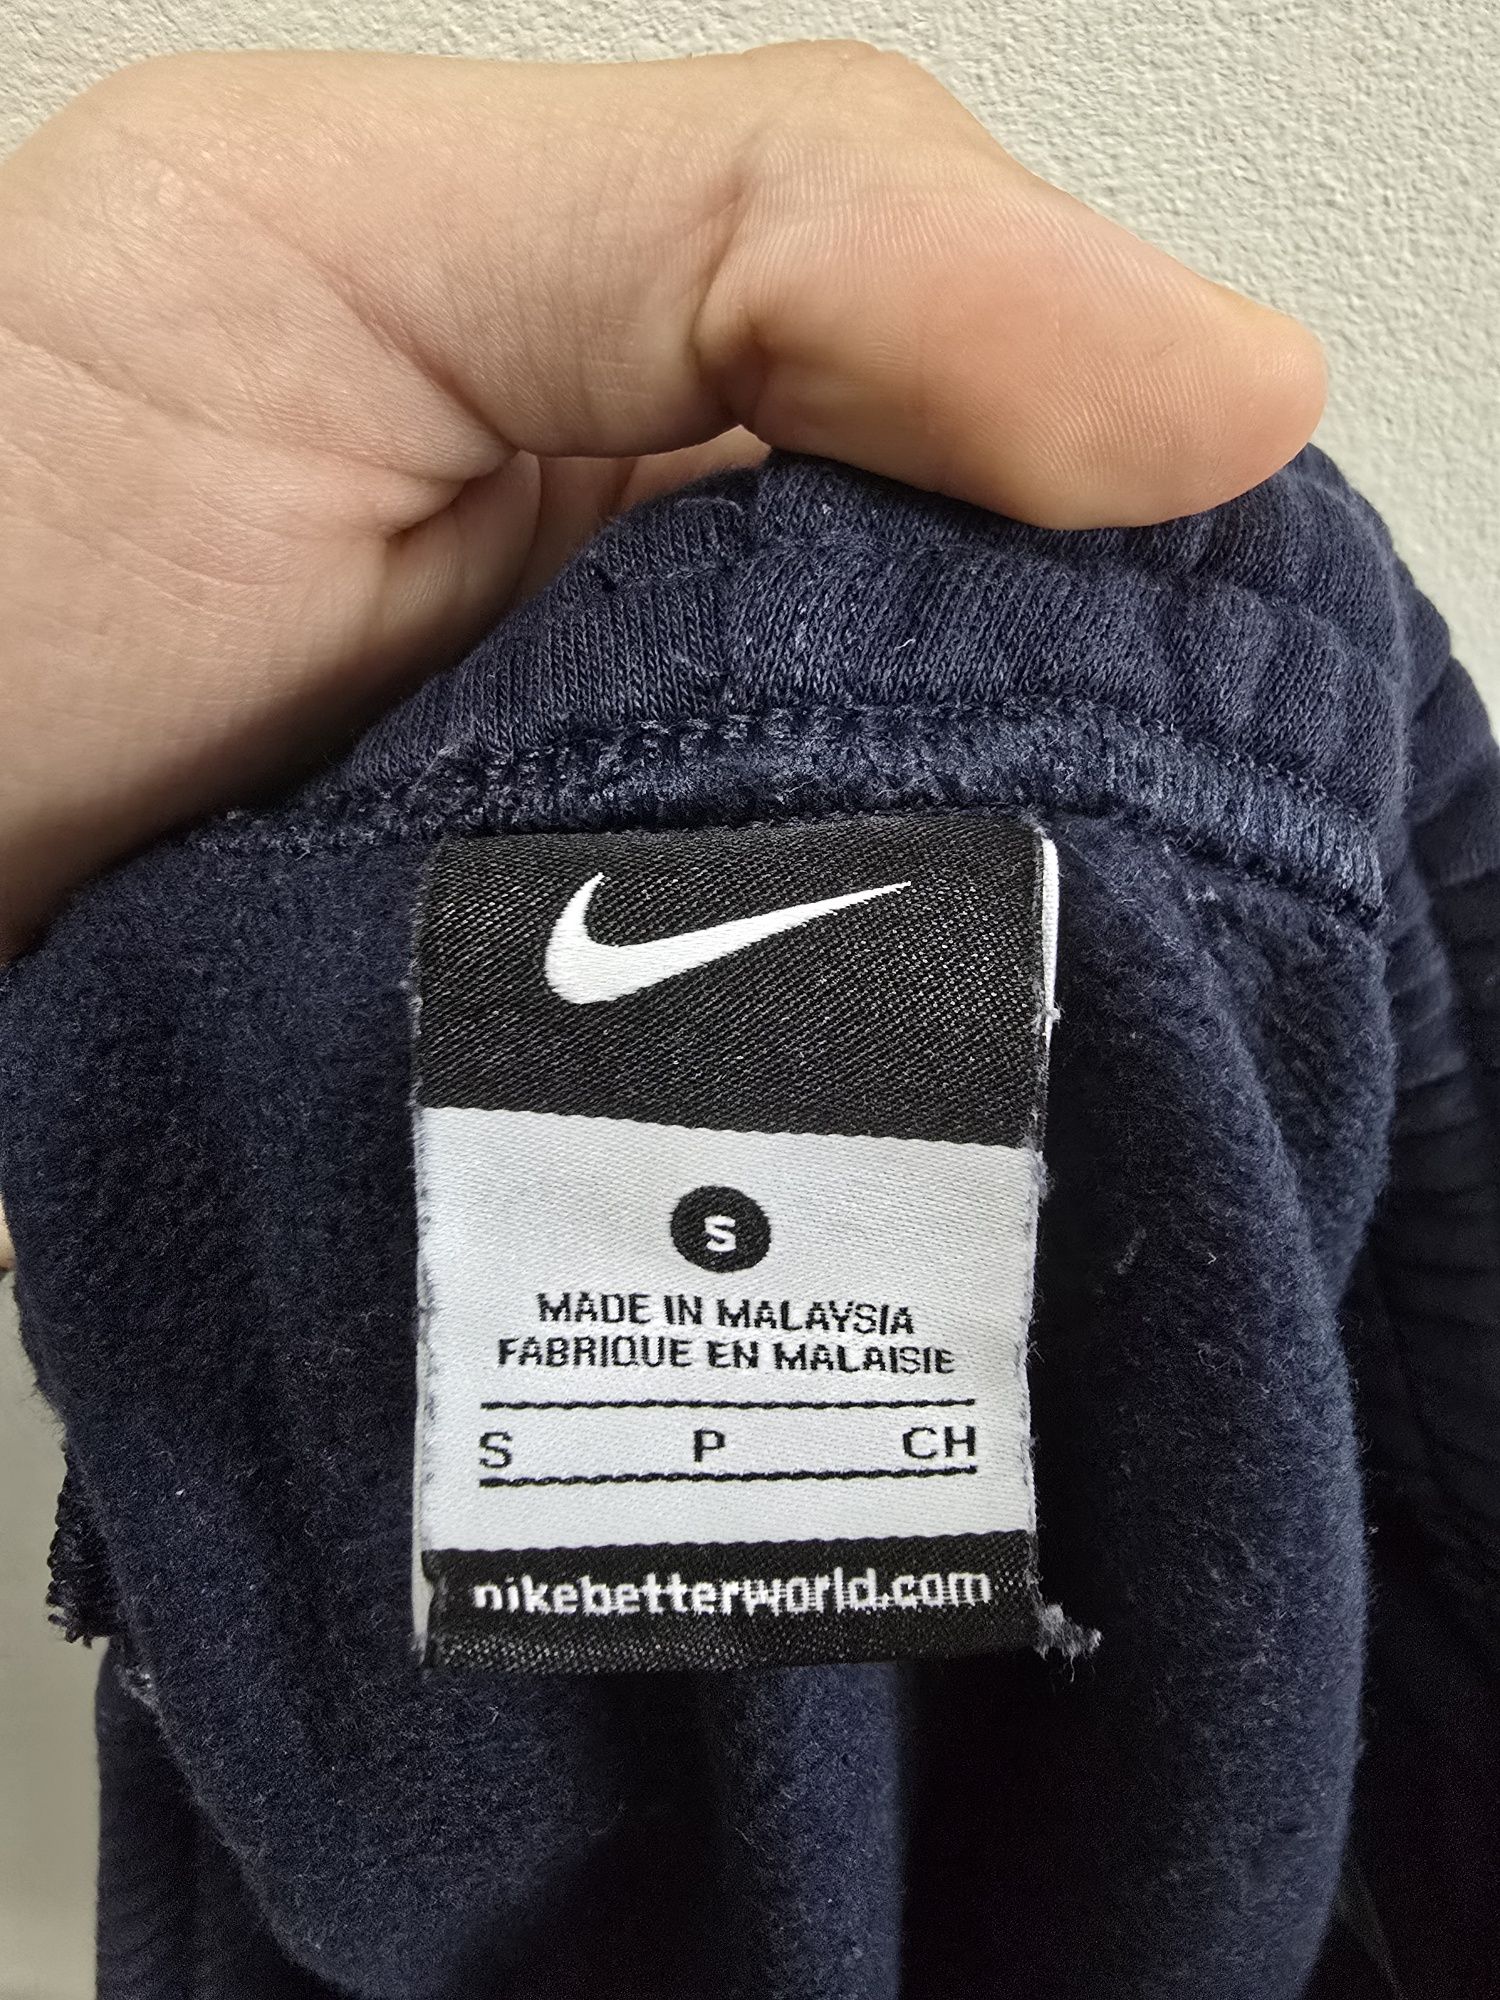 S
MADE IN MALAYSIA
FABRIQUE EN MALAISIE
S P CH
nikebetterworld.com